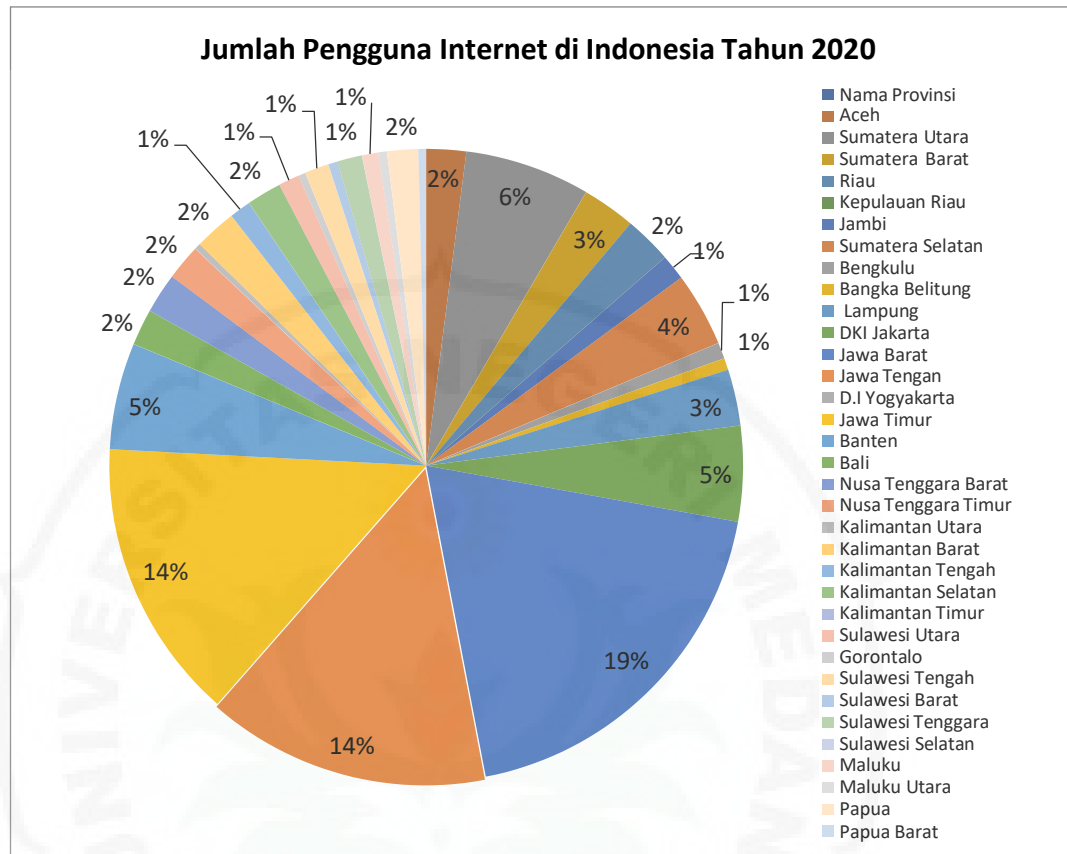 Jumlah Pengguna Internet di Indonesia Tahun 2020
1%
1%
1%
1%
1%
2%
2%
2%
2%
2%
2%
2%
6%
3%
2%
1%
4%
1%
1%
3%
5%
19%
14%
14%
5%
Nama Provinsi
Aceh
Sumatera Utara
Sumatera Barat
Riau
Kepulauan Riau
Jambi
Sumatera Selatan
Bengkulu
Bangka Belitung
Lampung
DKI Jakarta
Jawa Barat
Jawa Tengan
D.I Yogyakarta
Jawa Timur
Banten
Bali
Nusa Tenggara Barat
Nusa Tenggara Timur
Kalimantan Utara
Kalimantan Barat
Kalimantan Tengah
Kalimantan Selatan
Kalimantan Timur
Sulawesi Utara
Gorontalo
Sulawesi Tengah
Sulawesi Barat
Sulawesi Tenggara
Sulawesi Selatan
Maluku
Maluku Utara
Papua
Papua Barat
UNIVERSITAS NEGERI MEDAN